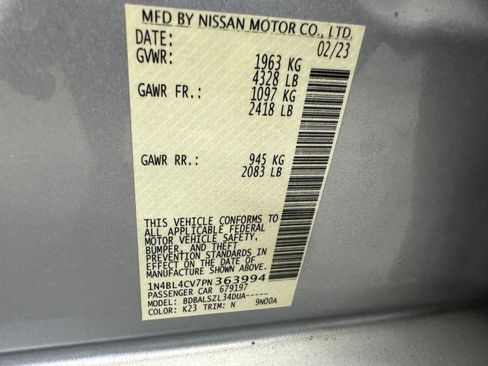 MFD BY NISSAN MOTOR CO., LTD.
DATE: 02/23
GVWR: 1963 KG
4328 LB
GAWR FR.: 1097 KG
2418 LB
GAWR RR.: 945 KG
2083 LB
THIS VEHICLE CONFORMS TO
ALL APPLICABLE FEDERAL
MOTOR VEHICLE SAFETY,
BUMPER, AND THEFT
PREVENTION STANDARDS IN
EFFECT ON THE DATE OF
MANUFACTURE SHOWN ABOVE.
1N4BL4CV7PN363994
PASSENGER CAR 679197
MODEL: BDBALSZL34DUA-----
COLOR: K23 TRIM: N 9N00A